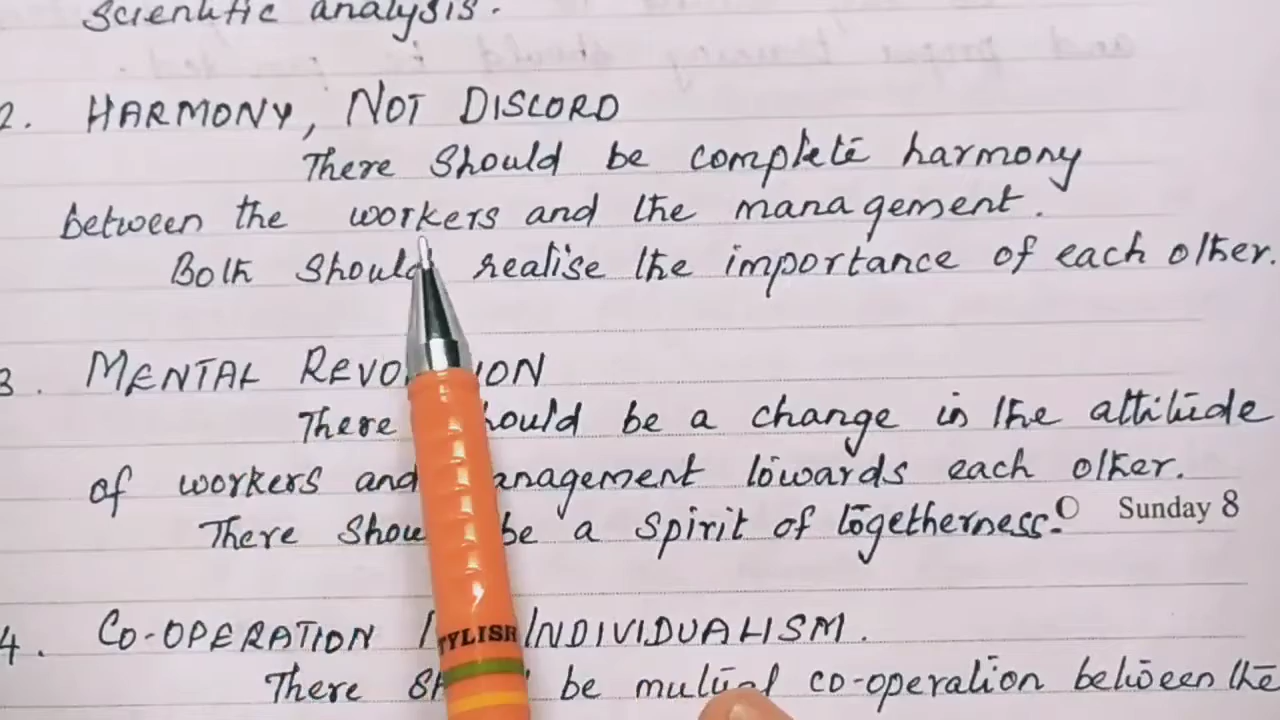 scientific analysis.
2. HARMONY, NOT DISCORD
There should be complete harmony
between the workers and the management.
Both should realise the importance of each other.
3. MENTAL REVO ION
There hould be a change in the attitude
of workers and anagement towards each other.
There shou be a spirit of togetherness.
Sunday 8
4. CO-OPERATION INDIVIDUALISM.
There sh be mutual co-operation between the
TYLISH